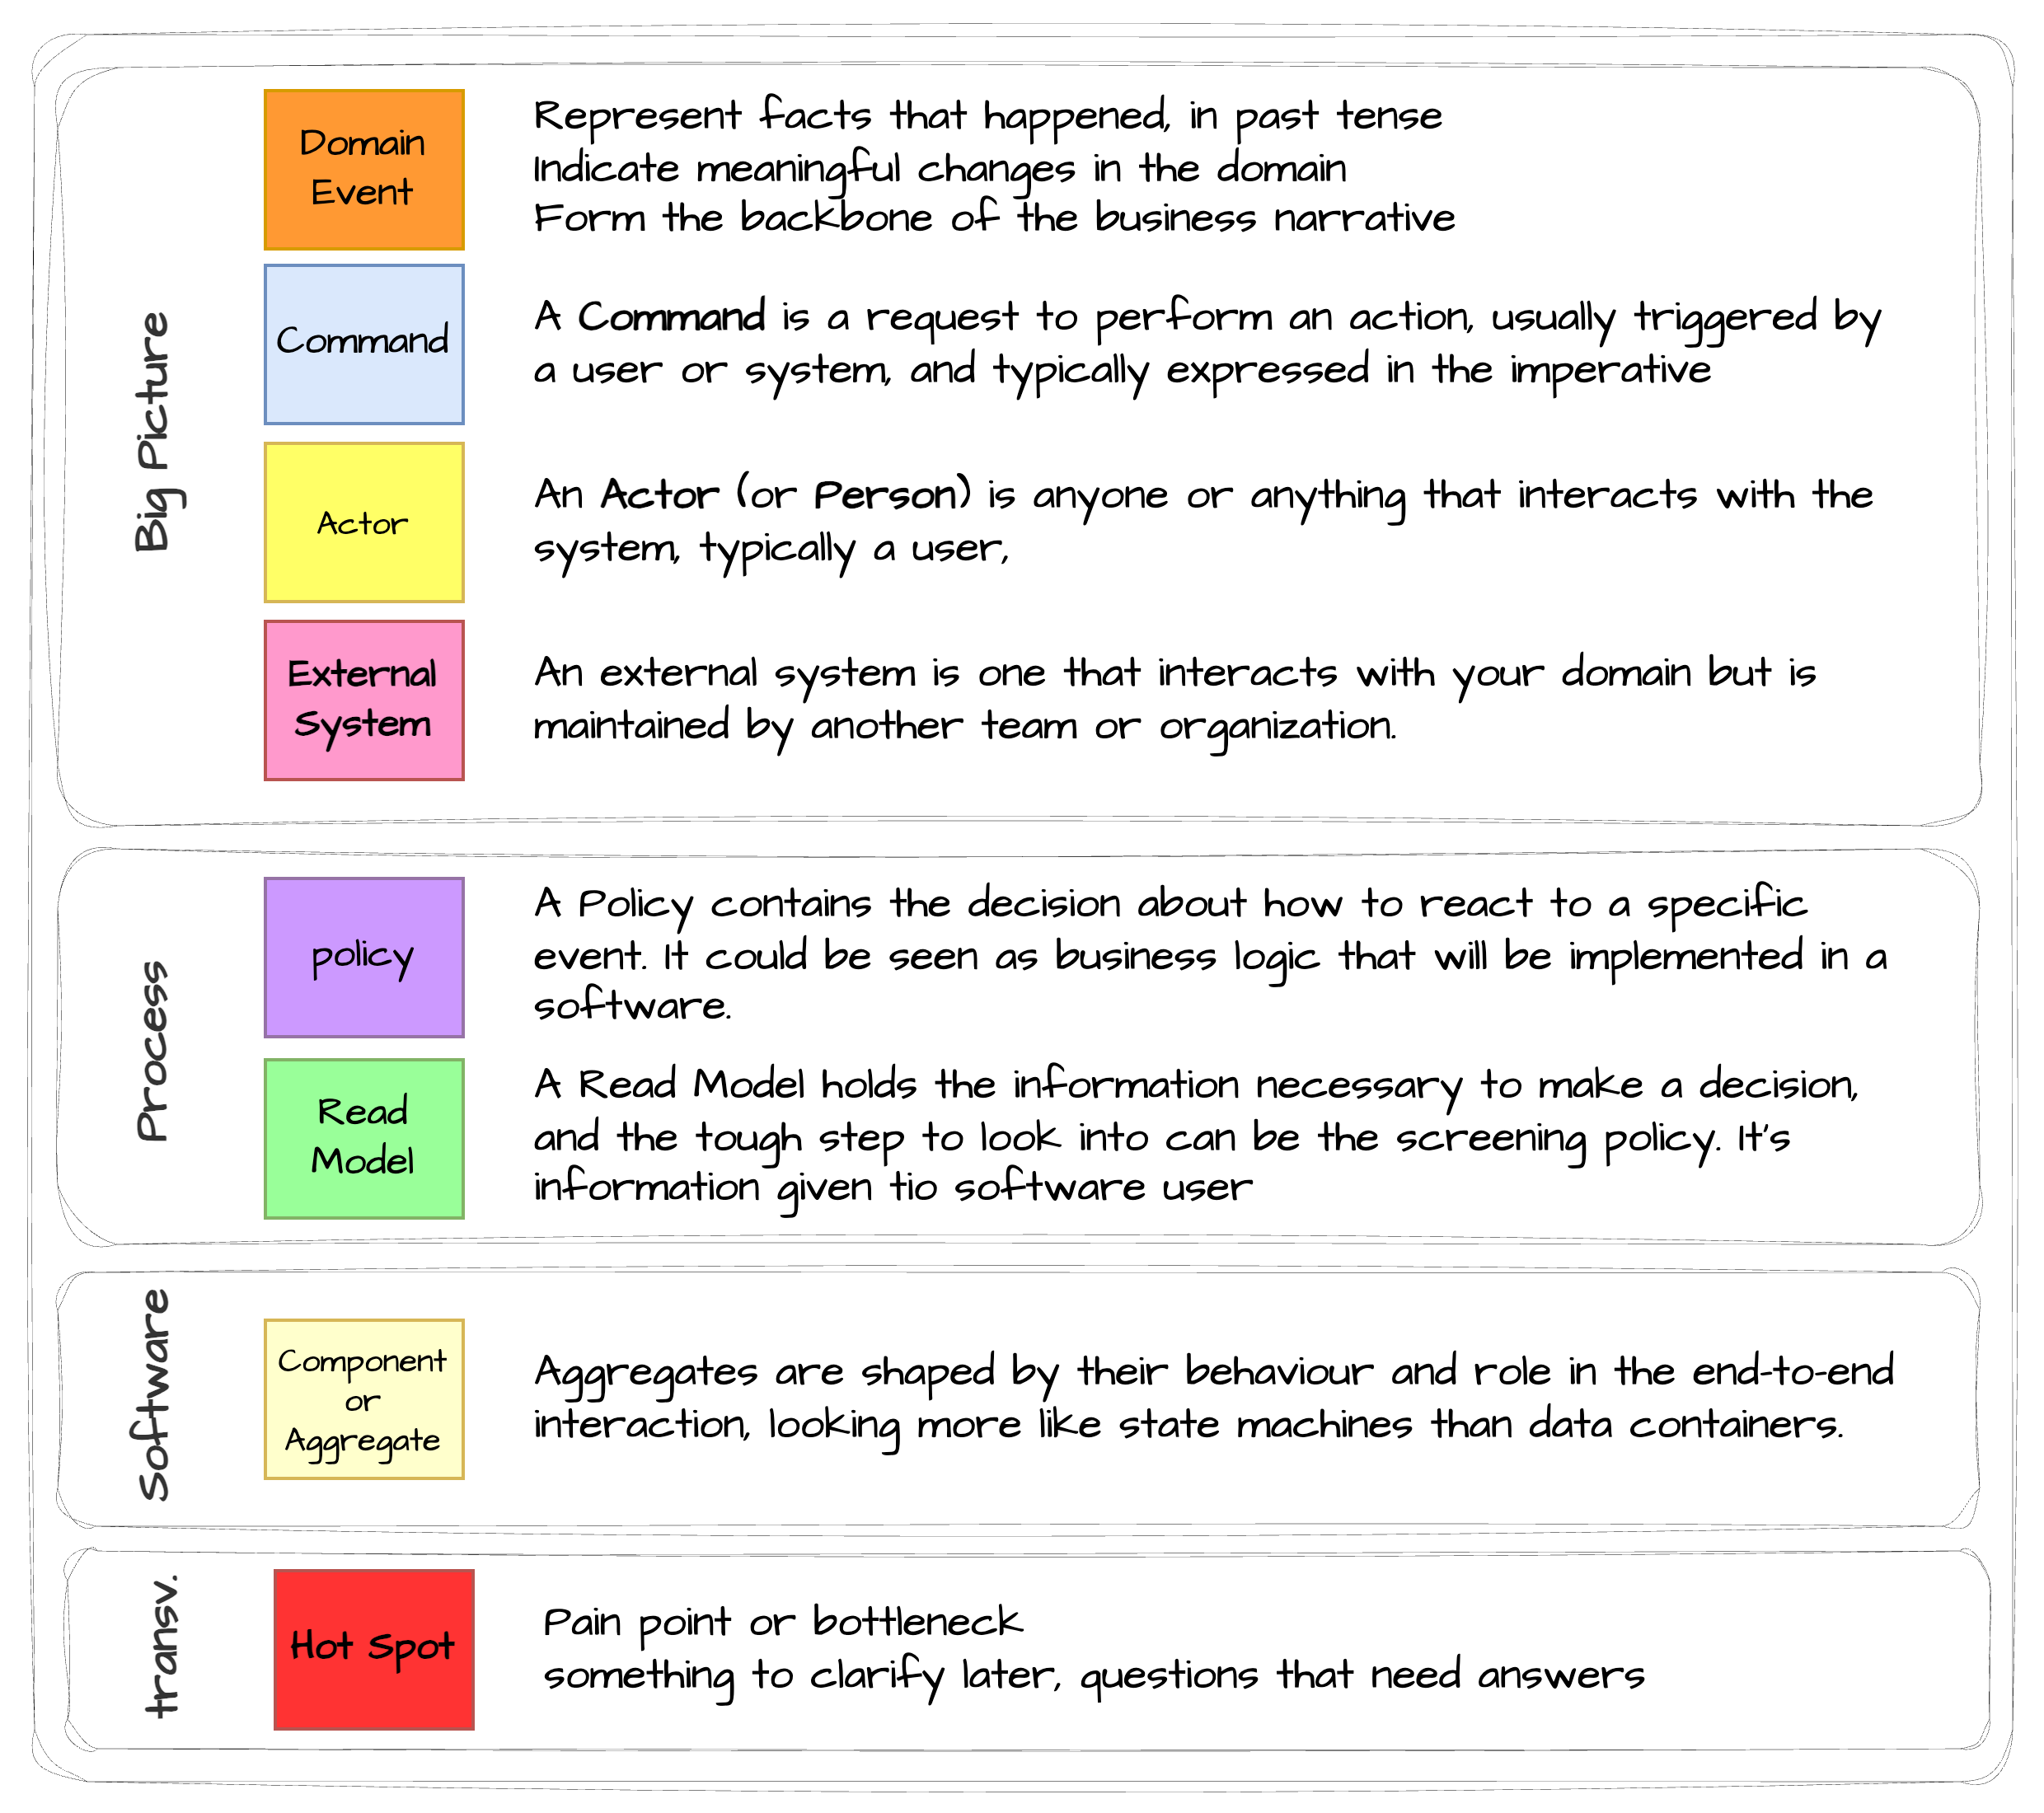 Big Picture
Domain
Event
Represent facts that happened, in past tense
Indicate meaningful changes in the domain
Form the backbone of the business narrative
Command
A Command is a request to perform an action, usually triggered by
a user or system, and typically expressed in the imperative
Actor
An Actor (or Person) is anyone or anything that interacts with the
system, typically a user,
External
System
An external system is one that interacts with your domain but is
maintained by another team or organization.
Process
policy
A Policy contains the decision about how to react to a specific
event. It could be seen as business logic that will be implemented in a
software.
Read
Model
A Read Model holds the information necessary to make a decision,
and the tough step to look into can be the screening policy. It's
information given tio software user
Software
Component
or
Aggregate
Aggregates are shaped by their behaviour and role in the end-to-end
interaction, looking more like state machines than data containers.
transv.
Hot Spot
Pain point or bottleneck
something to clarify later, questions that need answers